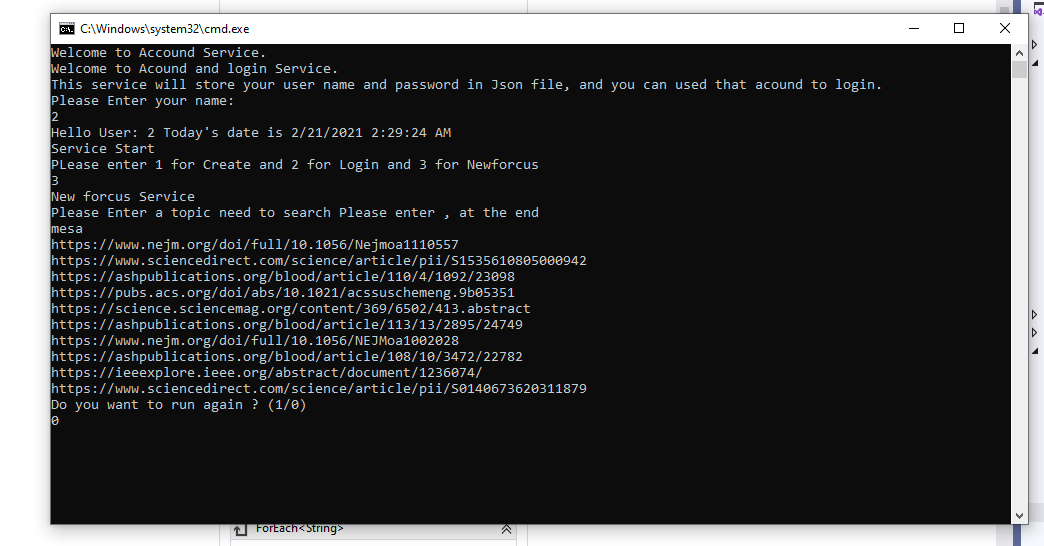 C:\Windows\system32\cmd.exe
Welcome to Accound Service.
Welcome to Acound and login Service.
This service will store your user name and password in Json file, and you can used that acound to login.
Please Enter your name:
2
Hello User: 2 Today's date is 2/21/2021 2:29:24 AM
Service Start
PLease enter 1 for Create and 2 for Login and 3 for Newforcus
3
New forcus Service
Please Enter a topic need to search Please enter , at the end
mesa
https://www.nejm.org/doi/full/10.1056/Nejmoa1110557
https://www.sciencedirect.com/science/article/pii/S1535610805000942
https://ashpublications.org/blood/article/110/4/1092/23098
https://pubs.acs.org/doi/abs/10.1021/acssuschemeng.9b05351
https://science.sciencemag.org/content/369/6502/413.abstract
https://ashpublications.org/blood/article/113/13/2895/24749
https://www.nejm.org/doi/full/10.1056/NEJMoa1002028
https://ashpublications.org/blood/article/108/10/3472/22782
https://ieeexplore.ieee.org/abstract/document/1236074/
https://www.sciencedirect.com/science/article/pii/S0140673620311879
Do you want to run again ? (1/0)
0
ForEach<String>